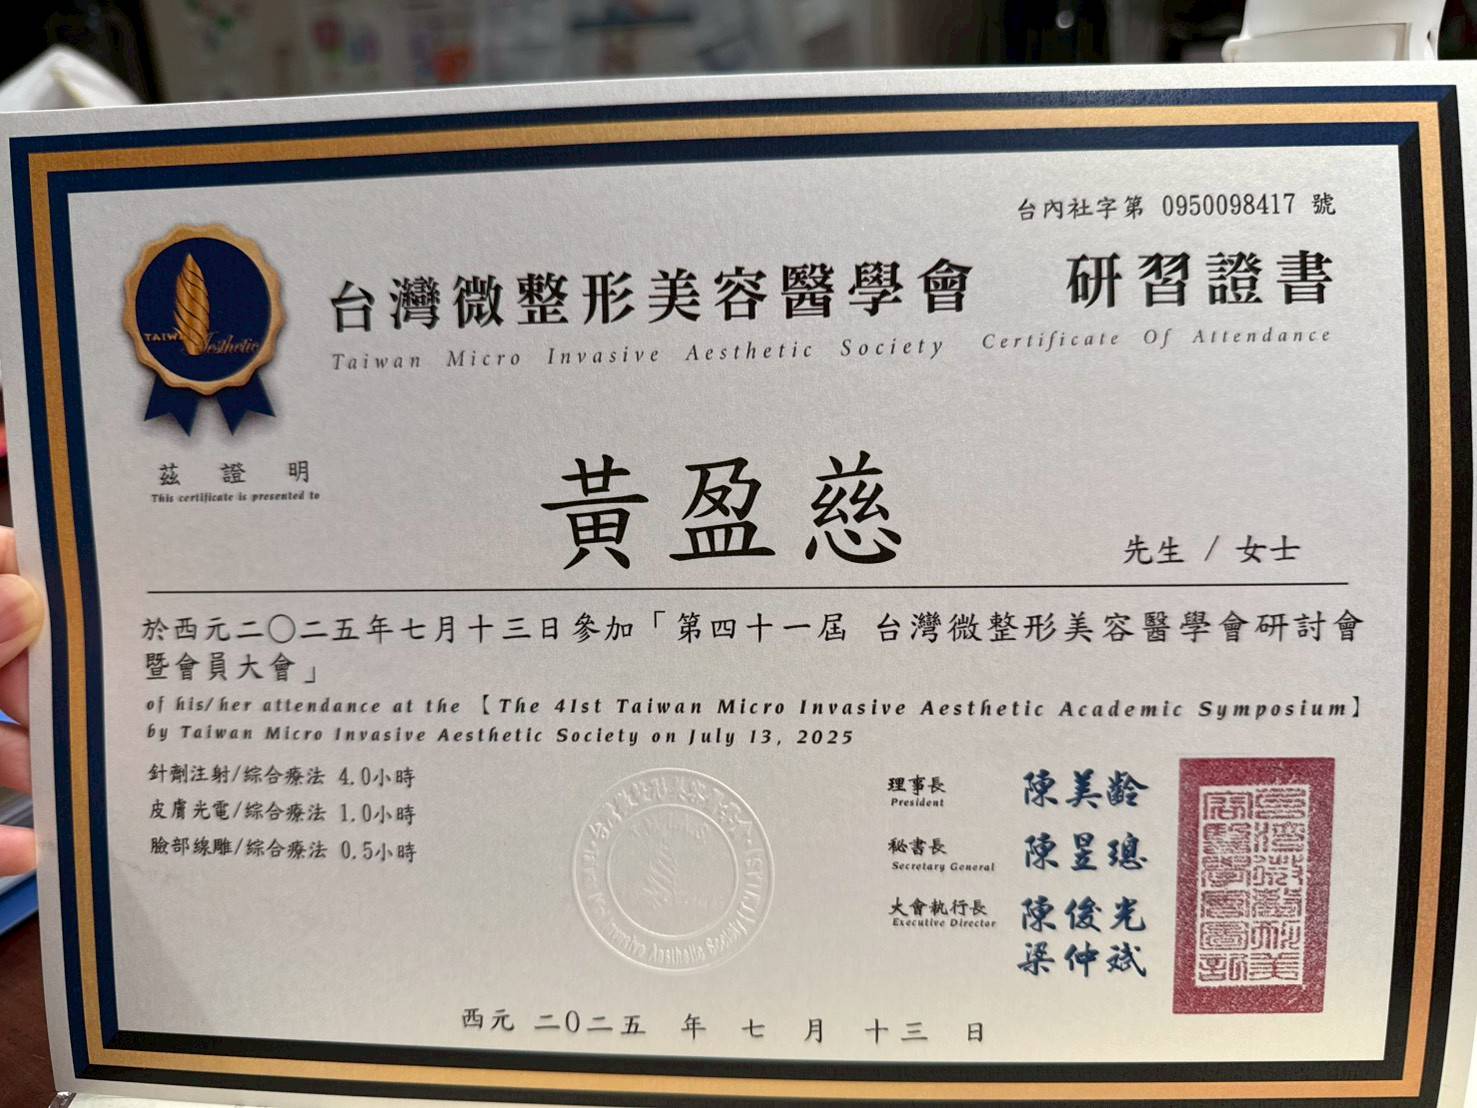 台內社字第 0950098417 號
台灣微整形美容醫學會 研習證書
Taiwan Micro Invasive Aesthetic Society Certificate Of Attendance
TAIWAN Aesthetic
茲證明
This certificate is presented to
黃盈慈
先生 / 女士
於西元二〇二五年七月十三日參加「第四十一屆 台灣微整形美容醫學會研討會
暨會員大會」
of his/her attendance at the【The 41st Taiwan Micro Invasive Aesthetic Academic Symposium】
by Taiwan Micro Invasive Aesthetic Society on July 13, 2025
針劑注射/綜合療法 4.0小時
皮膚光電/綜合療法 1.0小時
臉部線雕/綜合療法 0.5小時
理事長 陳美齡
President
秘書長 陳昱璁
Secretary General
大會執行長 陳俊光
Executive Director
梁仲斌
西元 二〇二五 年 七 月 十三 日